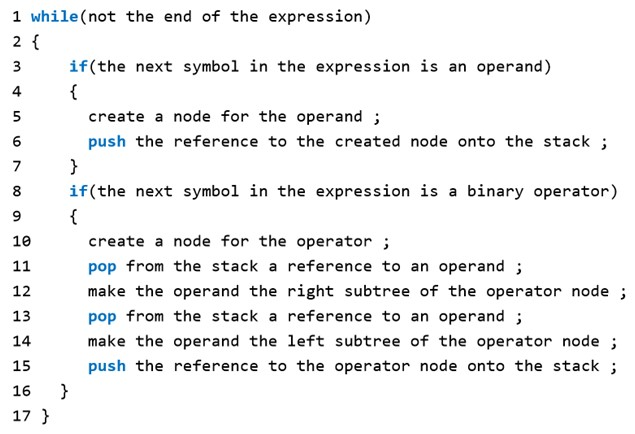 1 while(not the end of the expression)
2 {
3 if(the next symbol in the expression is an operand)
4 {
5 create a node for the operand ;
6 push the reference to the created node onto the stack ;
7 }
8 if(the next symbol in the expression is a binary operator)
9 {
10 create a node for the operator ;
11 pop from the stack a reference to an operand ;
12 make the operand the right subtree of the operator node ;
13 pop from the stack a reference to an operand ;
14 make the operand the left subtree of the operator node ;
15 push the reference to the operator node onto the stack ;
16 }
17 }